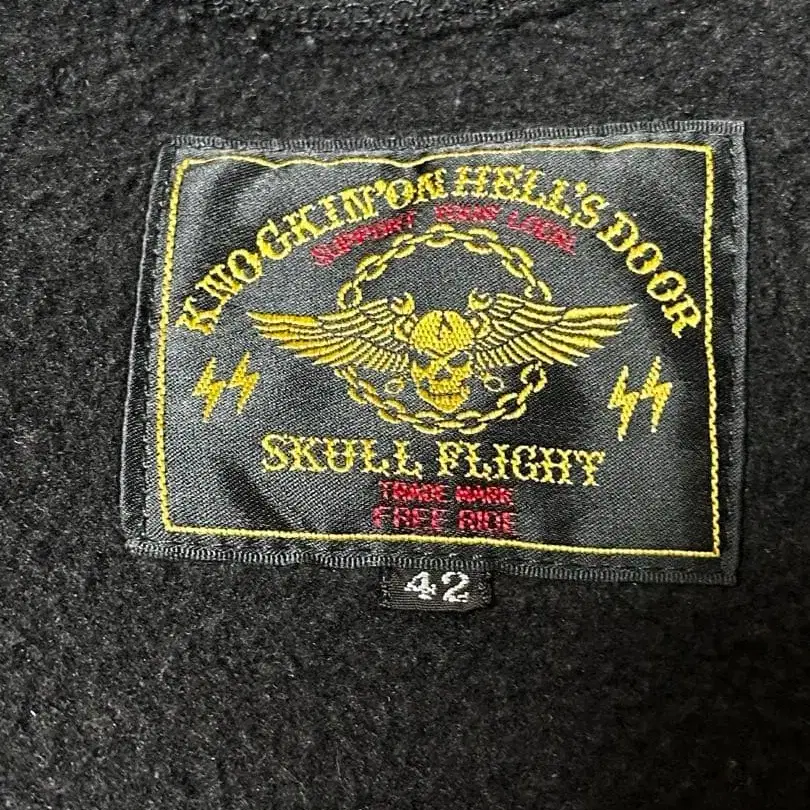 KNOCKIN'ON HELL'S DOOR
SUPPORT YOUR LOCAL
SKULL FLIGHT
TRADE MARK
FREE RIDE
42